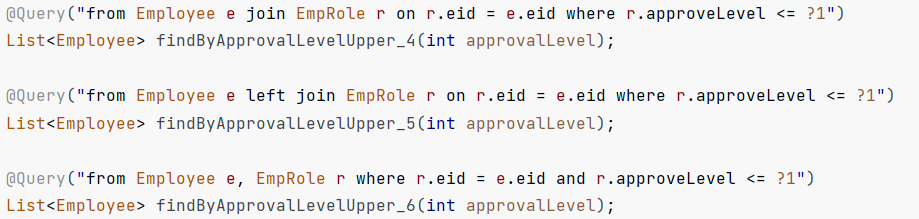 @Query("from Employee e join EmpRole r on r.eid = e.eid where r.approveLevel <= ?1")
List<Employee> findByApprovalLevelUpper_4(int approvalLevel);
@Query("from Employee e left join EmpRole r on r.eid = e.eid where r.approveLevel <= ?1")
List<Employee> findByApprovalLevelUpper_5(int approvalLevel);
@Query("from Employee e, EmpRole r where r.eid = e.eid and r.approveLevel <= ?1")
List<Employee> findByApprovalLevelUpper_6(int approvalLevel);